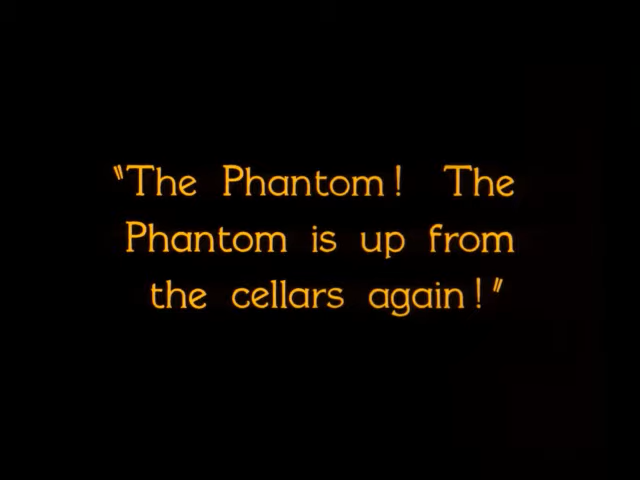 "The Phantom! The
Phantom is up from
the cellars again!"